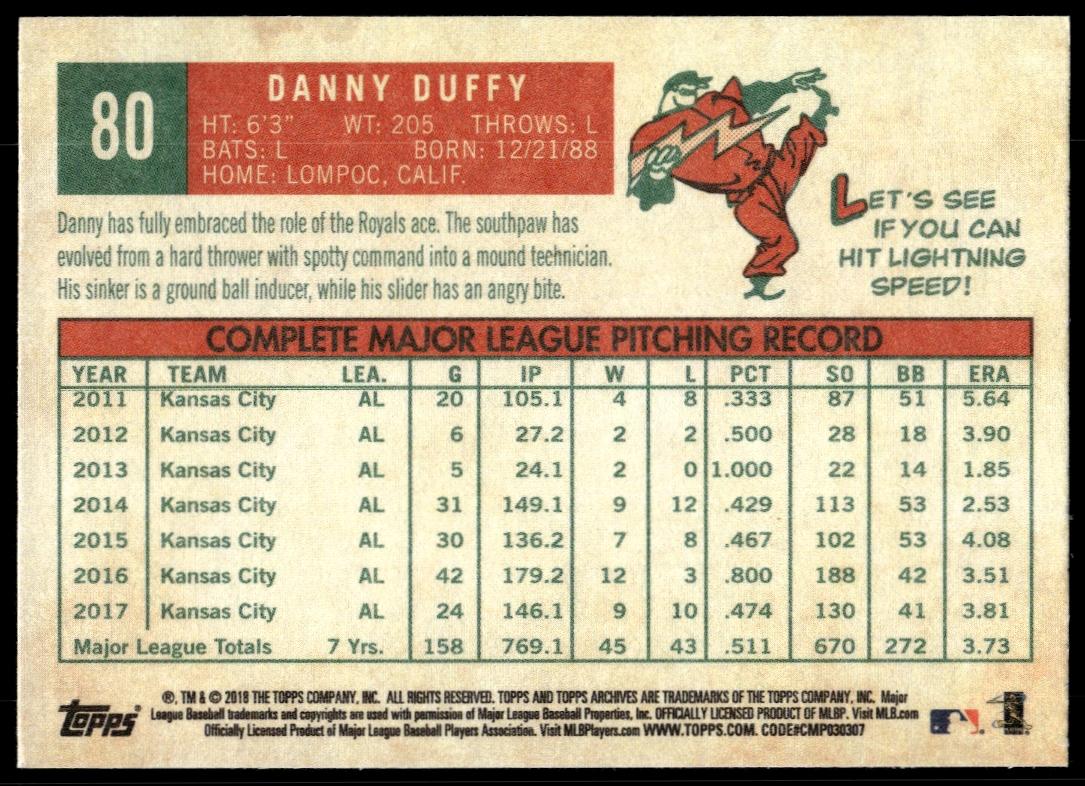 80
DANNY DUFFY
HT: 6'3" WT: 205 THROWS: L
BATS: L BORN: 12/21/88
HOME: LOMPOC, CALIF.
LET'S SEE
IF YOU CAN
HIT LIGHTNING
SPEED!
Danny has fully embraced the role of the Royals ace. The southpaw has
evolved from a hard thrower with spotty command into a mound technician.
His sinker is a ground ball inducer, while his slider has an angry bite.
COMPLETE MAJOR LEAGUE PITCHING RECORD
YEAR TEAM LEA. G IP W L PCT SO BB ERA
2011 Kansas City AL 20 105.1 4 8 .333 87 51 5.64
2012 Kansas City AL 6 27.2 2 2 .500 28 18 3.90
2013 Kansas City AL 5 24.1 2 0 1.000 22 14 1.85
2014 Kansas City AL 31 149.1 9 12 .429 113 53 2.53
2015 Kansas City AL 30 136.2 7 8 .467 102 53 4.08
2016 Kansas City AL 42 179.2 12 3 .800 188 42 3.51
2017 Kansas City AL 24 146.1 9 10 .474 130 41 3.81
Major League Totals 7 Yrs. 158 769.1 45 43 .511 670 272 3.73
topps
®, TM & © 2018 THE TOPPS COMPANY, INC. ALL RIGHTS RESERVED. TOPPS AND TOPPS ARCHIVES ARE TRADEMARKS OF THE TOPPS COMPANY, INC. Major
League Baseball trademarks and copyrights are used with permission of Major League Baseball Properties, Inc. OFFICIALLY LICENSED PRODUCT OF MLBP. Visit MLB.com
Officially Licensed Product of Major League Baseball Players Association. Visit MLBPlayers.com WWW.TOPPS.COM. CODE#CMP030307